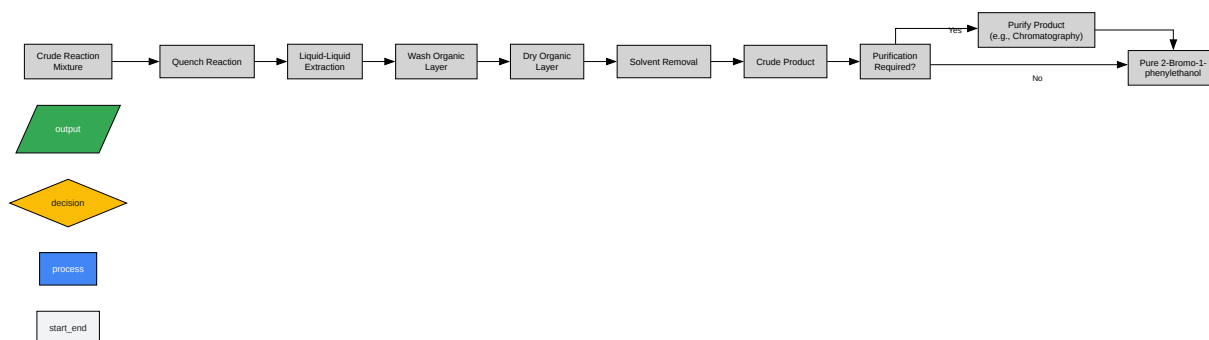 Crude Reaction
Mixture
Quench Reaction
Liquid-Liquid
Extraction
Wash Organic
Layer
Dry Organic
Layer
Solvent Removal
Crude Product
Purification
Required?
Yes
Purify Product
(e.g., Chromatography)
No
Pure 2-Bromo-1-
phenylethanol
output
decision
process
start_end